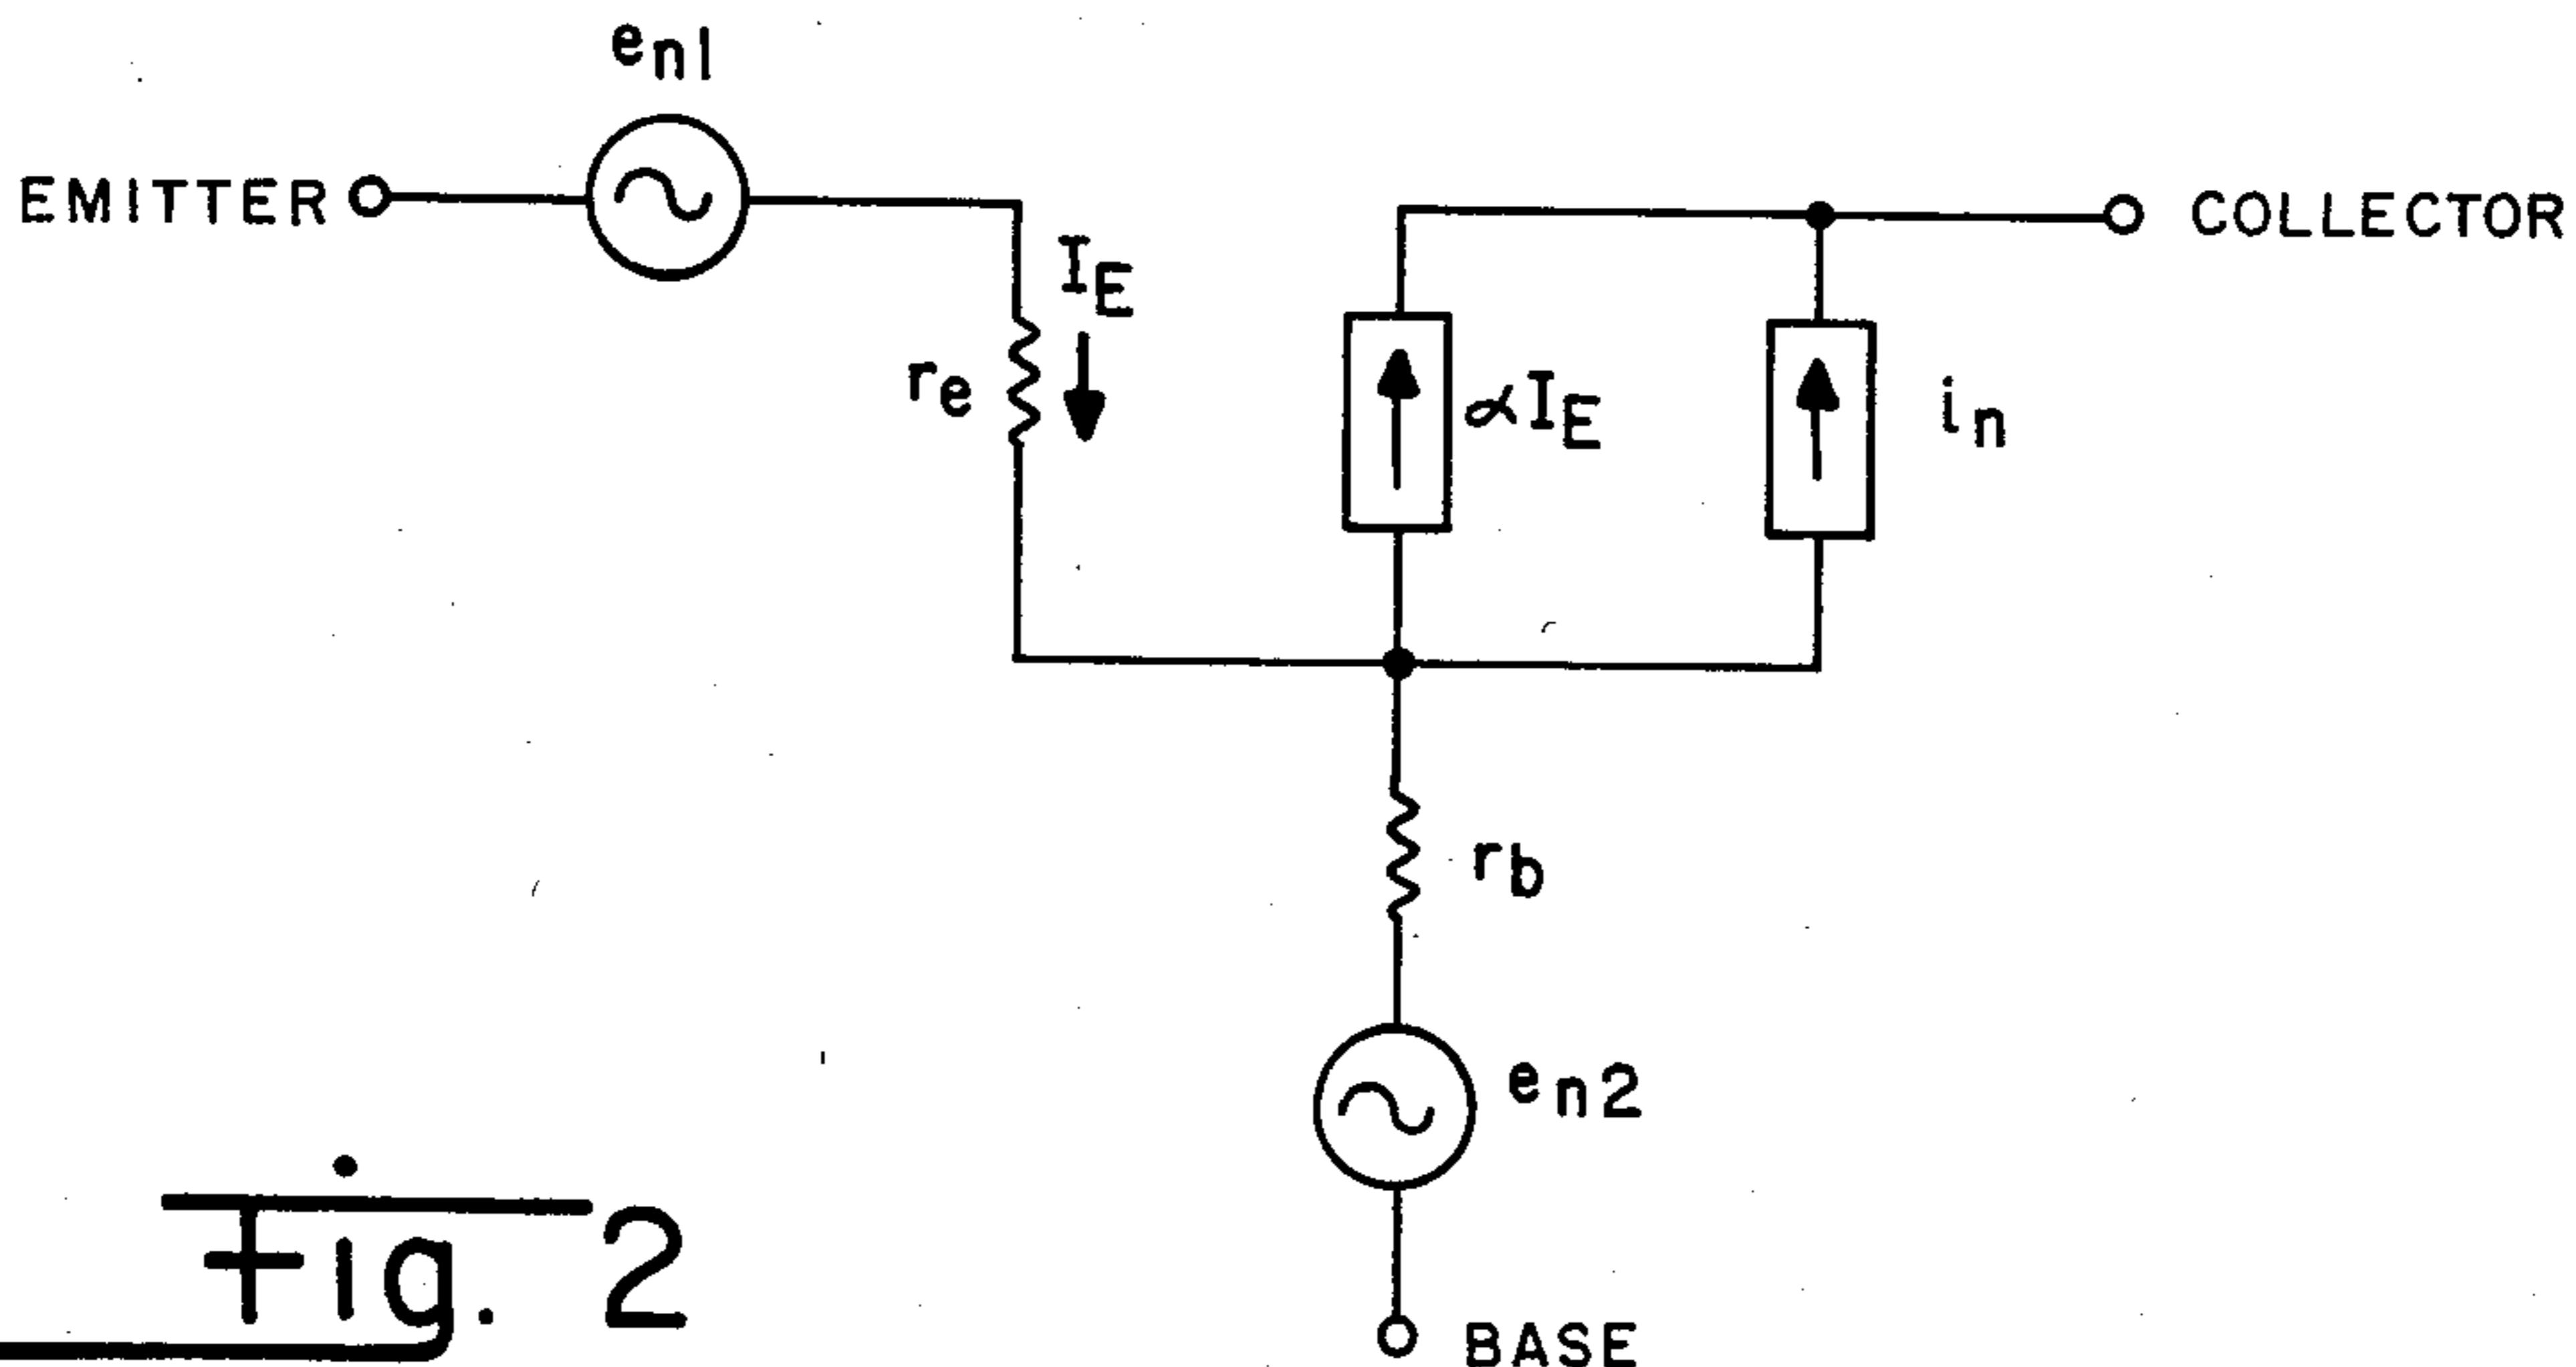 en1
EMITTER
COLLECTOR
IE
re
αIE
in
rb
en2
Fig. 2
BASE